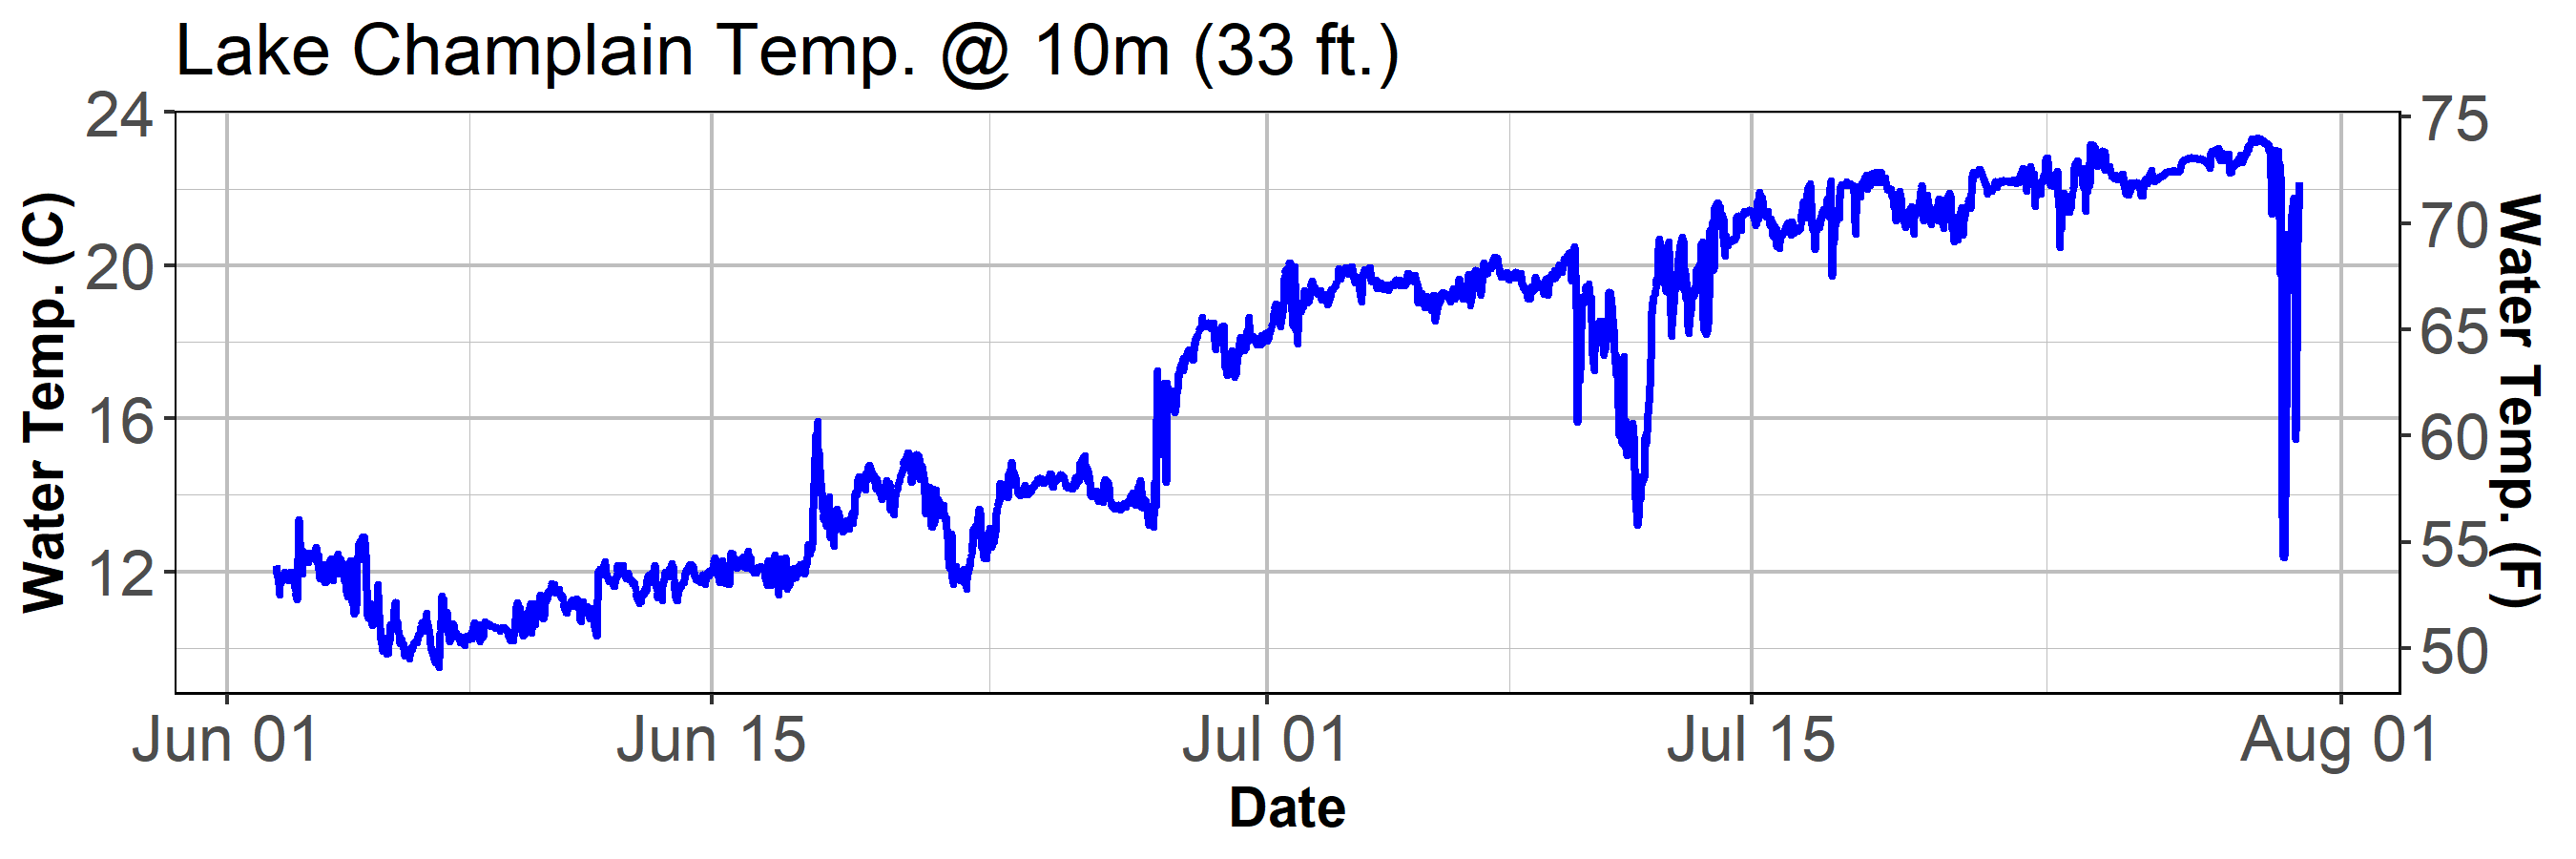 Lake Champlain Temp. @ 10m (33 ft.)
Water Temp. (C)
24
20
16
12
75
70
65
60
55
50
Water Temp. (F)
Jun 01
Jun 15
Jul 01
Jul 15
Aug 01
Date